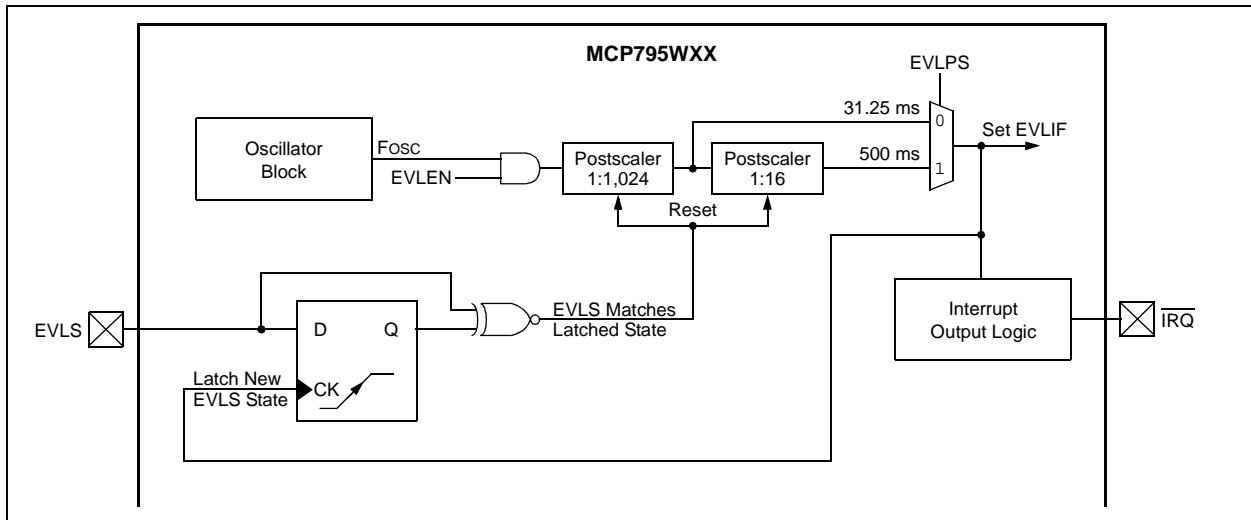 MCP795WXX
EVLPS
31.25 ms
0
Set EVLIF
Oscillator
Block
FOSC
EVLEN
Postscaler
1:1,024
Postscaler
1:16
500 ms
1
Reset
EVLS
D
Q
EVLS Matches
Latched State
Interrupt
Output Logic
IRQ
Latch New
EVLS State
CK